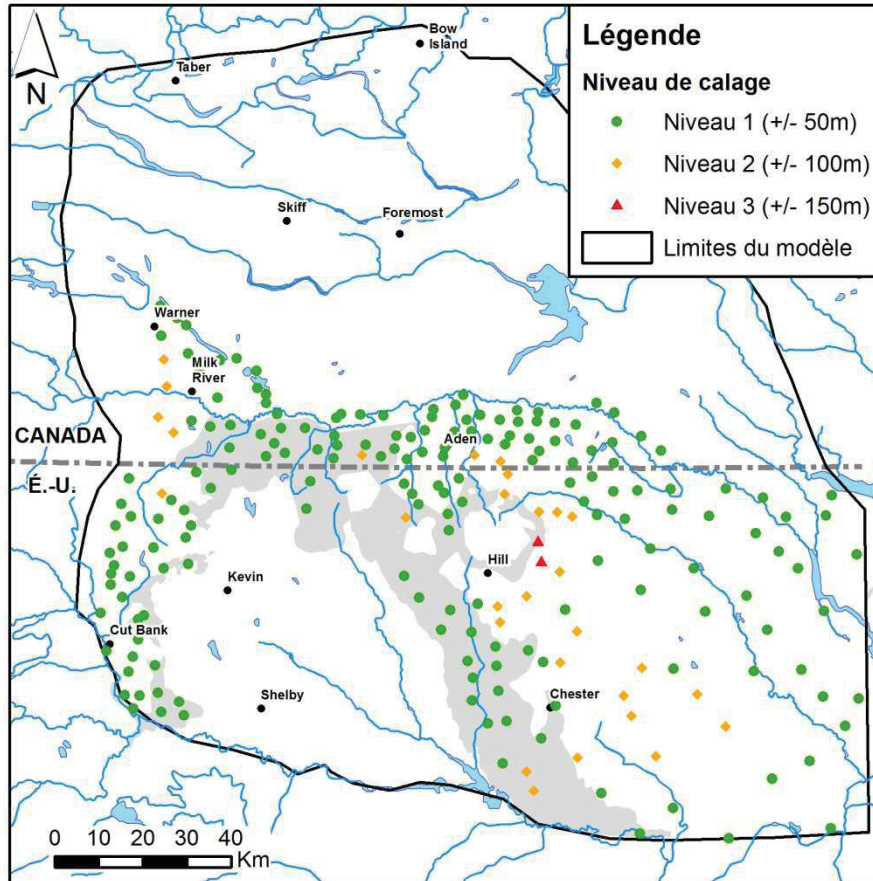 Légende
Niveau de calage
Niveau 1 (+/- 50m)
Niveau 2 (+/- 100m)
Niveau 3 (+/- 150m)
Limites du modèle
N
Bow
Island
Taber
Skiff
Foremost
Warner
Milk
River
CANADA
Aden
É.-U.
Hill
Kevin
Cut Bank
Shelby
Chester
0 10 20 30 40
Km